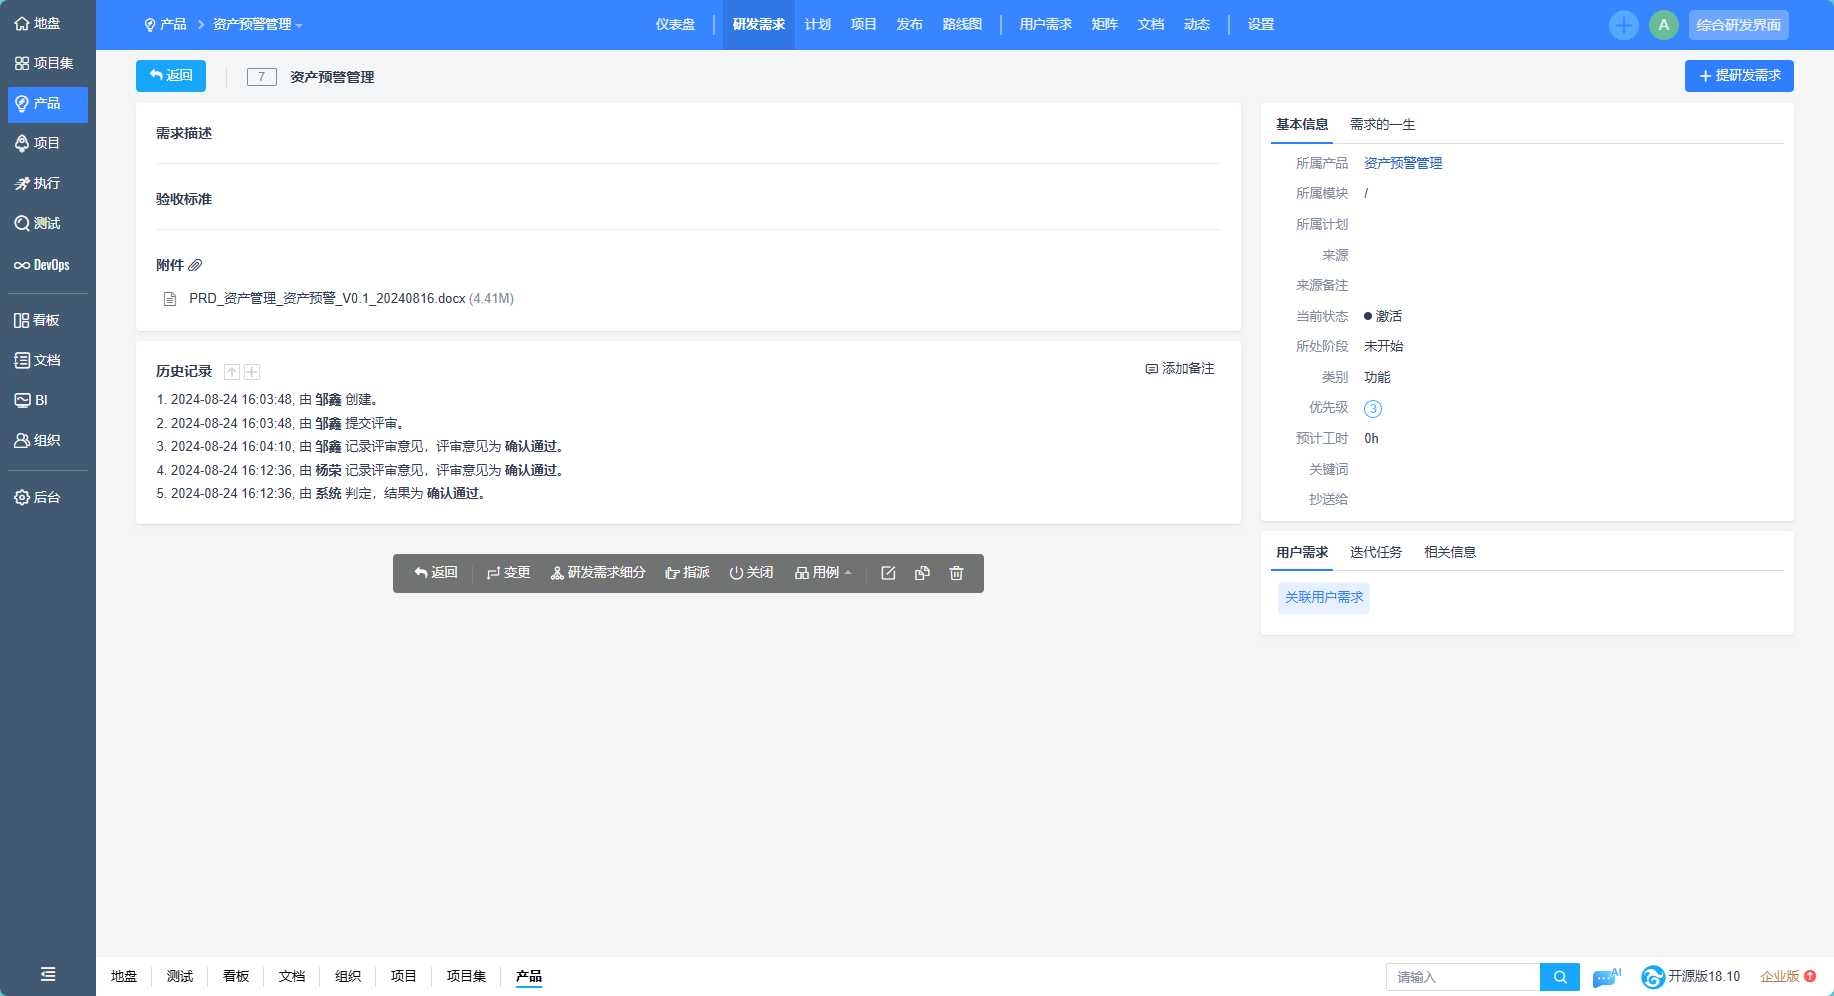 地盘
项目集
产品
项目
执行
测试
DevOps
看板
文档
BI
组织
后台
产品 资产预警管理
仪表盘 研发需求 计划 项目 发布 路线图 用户需求 矩阵 文档 动态 设置
A 综合研发界面
返回 7 资产预警管理
+ 提研发需求
需求描述
验收标准
附件
PRD_资产管理_资产预警_V0.1_20240816.docx (4.41M)
历史记录
添加备注
1. 2024-08-24 16:03:48, 由 邹鑫 创建。
2. 2024-08-24 16:03:48, 由 邹鑫 提交评审。
3. 2024-08-24 16:04:10, 由 邹鑫 记录评审意见，评审意见为 确认通过。
4. 2024-08-24 16:12:36, 由 杨荣 记录评审意见，评审意见为 确认通过。
5. 2024-08-24 16:12:36, 由 系统 判定，结果为 确认通过。
返回 变更 研发需求细分 指派 关闭 用例
基本信息 需求的一生
所属产品 资产预警管理
所属模块 /
所属计划
来源
来源备注
当前状态 激活
所处阶段 未开始
类别 功能
优先级 3
预计工时 0h
关键词
抄送给
用户需求 迭代任务 相关信息
关联用户需求
地盘 测试 看板 文档 组织 项目 项目集 产品
请输入
AI
开源版18.10
企业版